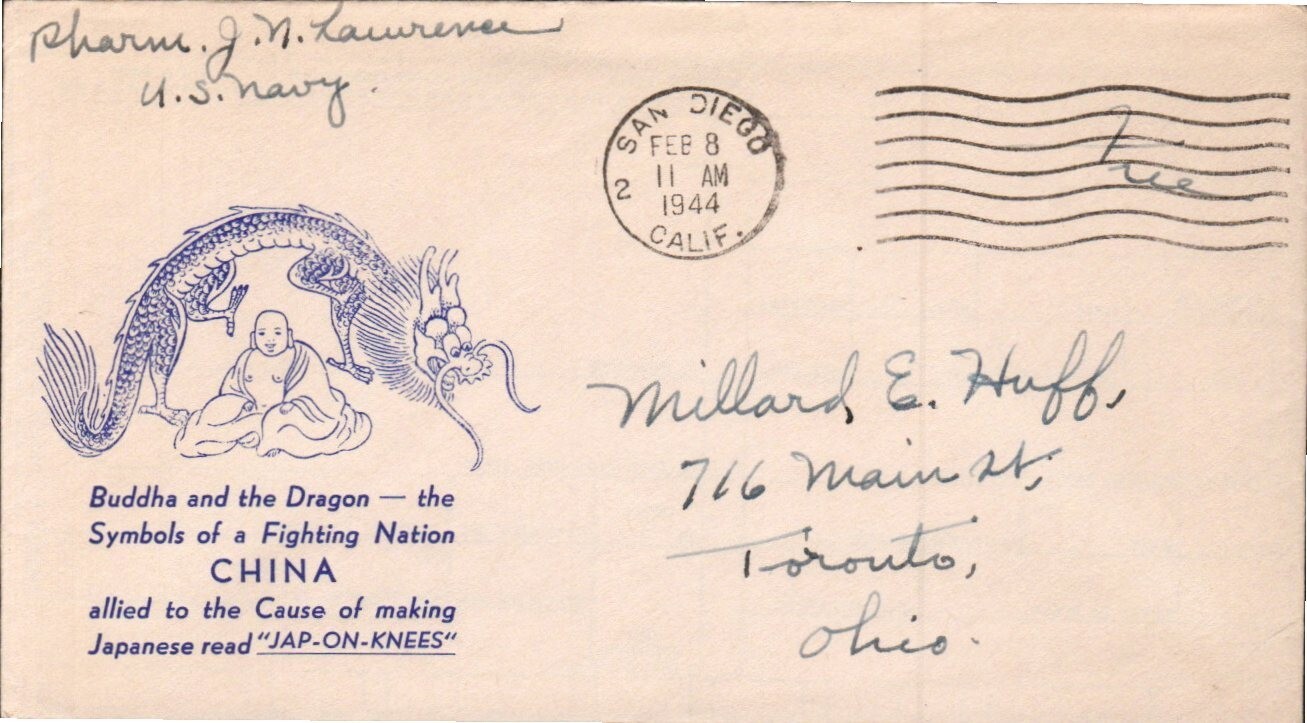 Pharm. J. N. Lawrence
U.S. Navy.
SAN DIEGO
FEB 8
11 AM
1944
2
CALIF.
Free
Millard E. Huff,
716 Main St,
Toronto,
Ohio.
Buddha and the Dragon — the
Symbols of a Fighting Nation
CHINA
allied to the Cause of making
Japanese read "JAP-ON-KNEES"